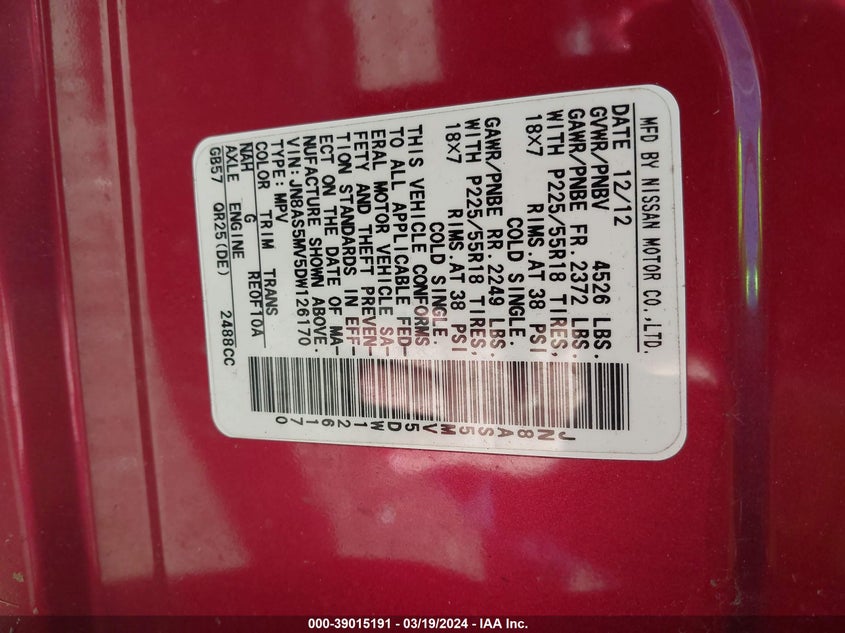 MFD BY NISSAN MOTOR CO.,LTD.
DATE 12/12
GVWR/PNBV 4526 LBS.
GAWR/PNBE FR. 2372 LBS.
WITH P225/55R18 TIRES,
18X7 RIMS.AT 38 PSI
COLD SINGLE.
GAWR/PNBE RR. 2249 LBS.
WITH P225/55R18 TIRES,
18X7 RIMS.AT 38 PSI
COLD SINGLE.
THIS VEHICLE CONFORMS
TO ALL APPLICABLE FED-
ERAL MOTOR VEHICLE SA-
FETY AND THEFT PREVEN-
TION STANDARDS IN EFF-
ECT ON THE DATE OF MA-
NUFACTURE SHOWN ABOVE.
VIN:JN8AS5MV5DW126170
TYPE:MPV
COLOR TRIM TRANS
NAH G RE0F10A
AXLE ENGINE
GB57 QR25(DE) 2488CC
JN8AS5MV5DW126170
000-39015191 - 03/19/2024 - IAA Inc.